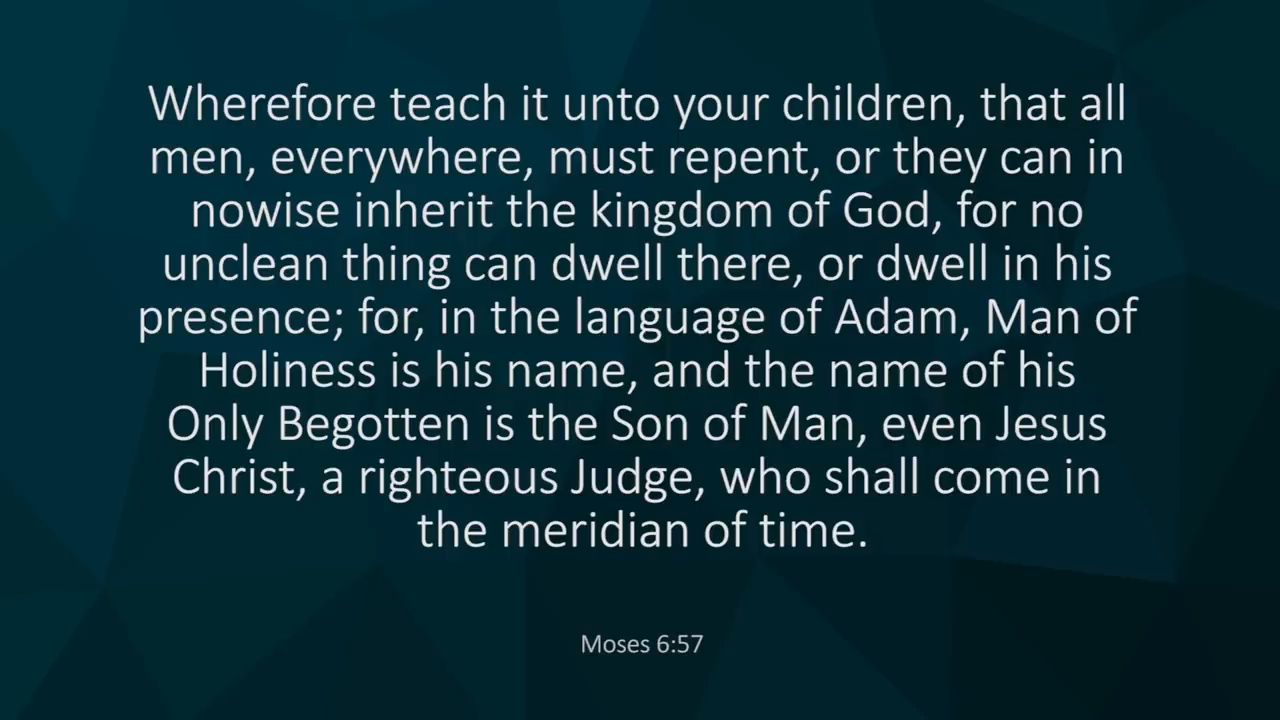 Wherefore teach it unto your children, that all
men, everywhere, must repent, or they can in
nowise inherit the kingdom of God, for no
unclean thing can dwell there, or dwell in his
presence; for, in the language of Adam, Man of
Holiness is his name, and the name of his
Only Begotten is the Son of Man, even Jesus
Christ, a righteous Judge, who shall come in
the meridian of time.
Moses 6:57